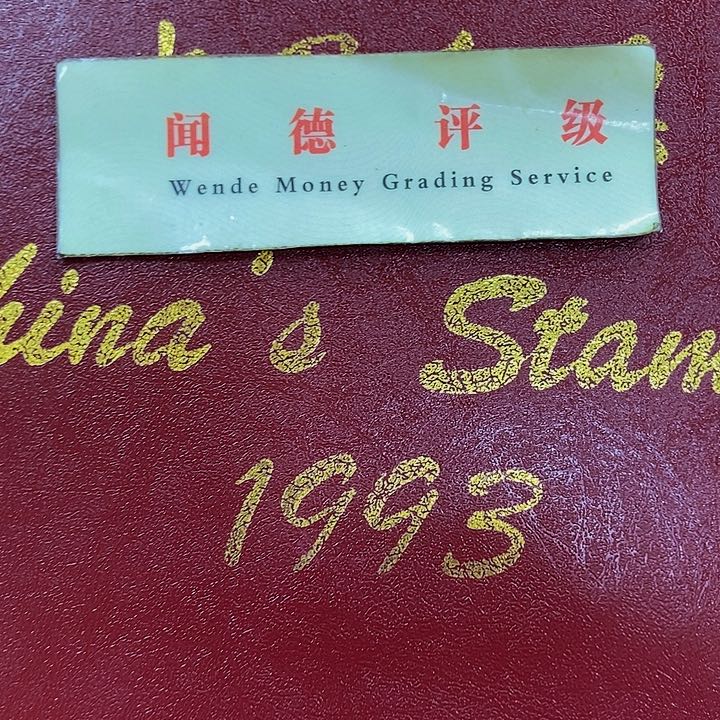 闻德评级
Wende Money Grading Service
hina's Stam
1993